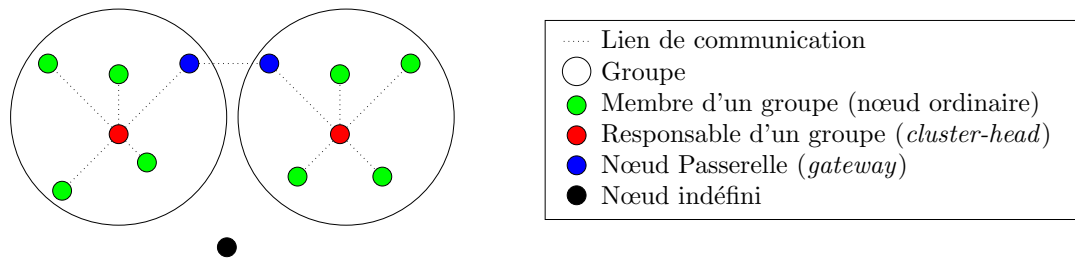 Lien de communication
Groupe
Membre d'un groupe (nœud ordinaire)
Responsable d'un groupe (cluster-head)
Nœud Passerelle (gateway)
Nœud indéfini